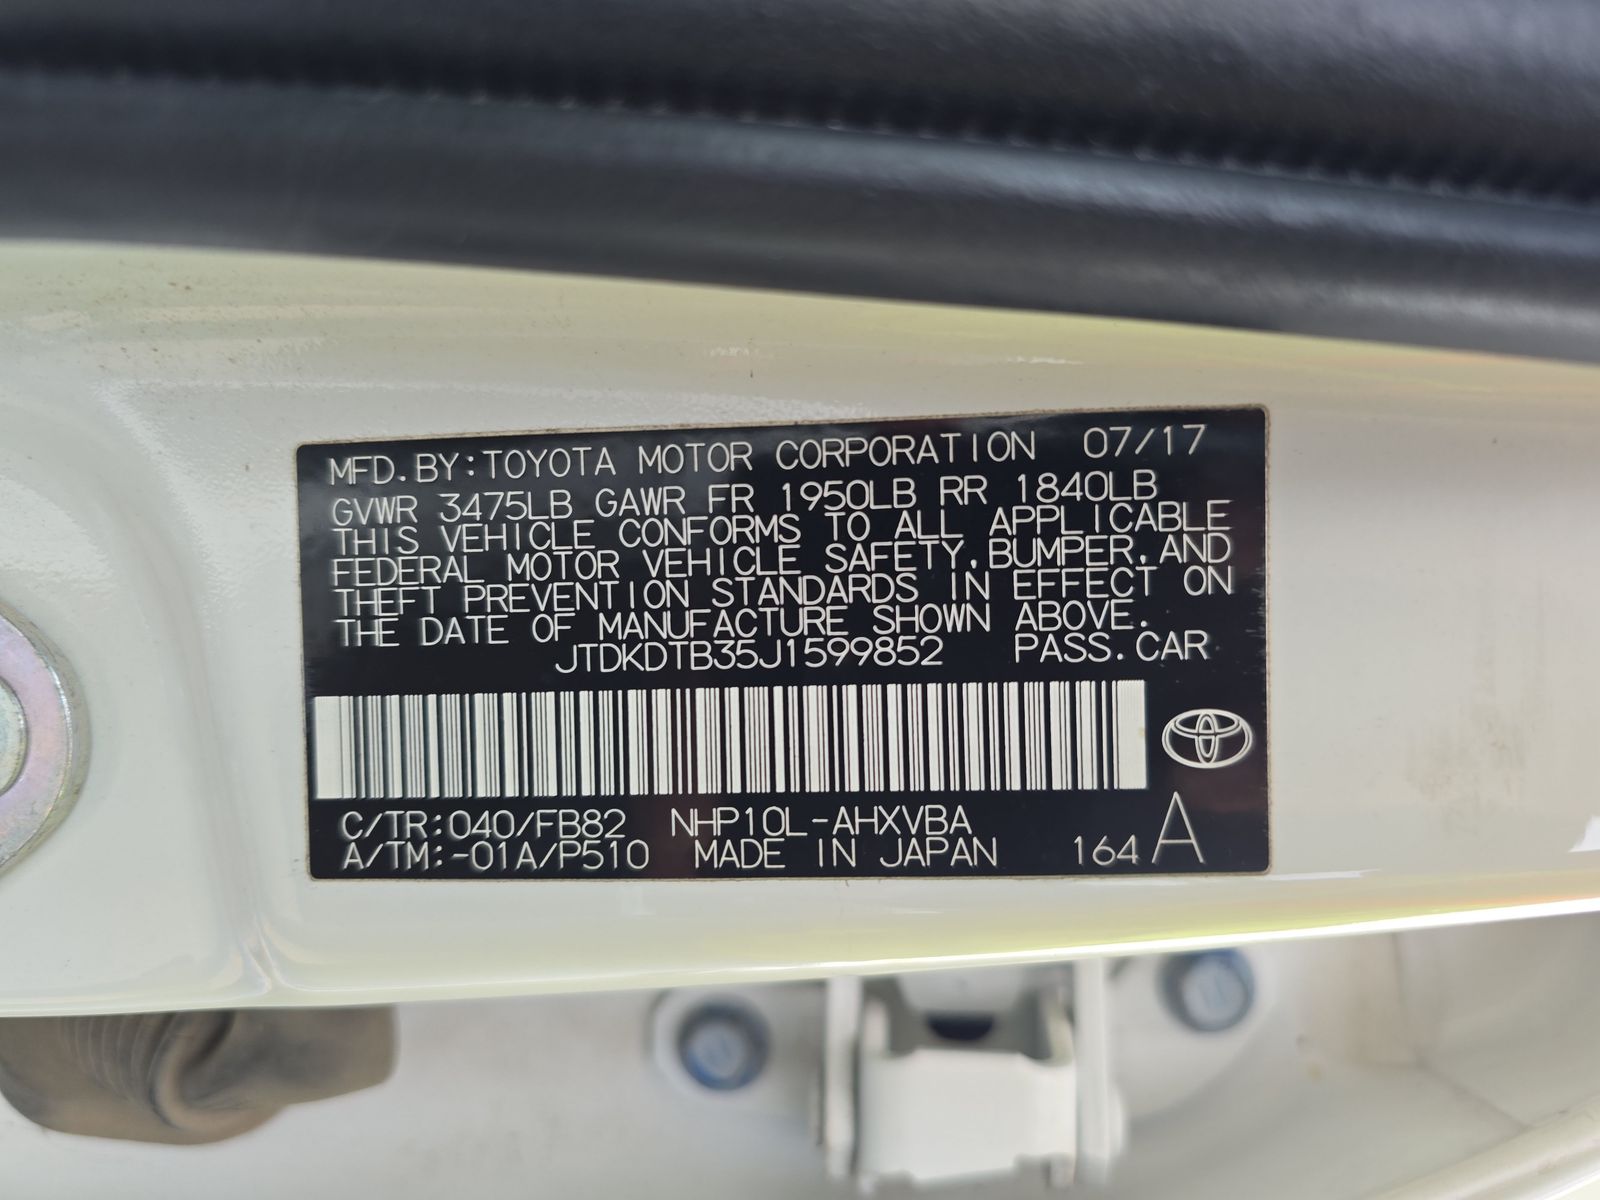 MFD.BY:TOYOTA MOTOR CORPORATION 07/17
GVWR 3475LB GAWR FR 1950LB RR 1840LB
THIS VEHICLE CONFORMS TO ALL APPLICABLE
FEDERAL MOTOR VEHICLE SAFETY,BUMPER,AND
THEFT PREVENTION STANDARDS IN EFFECT ON
THE DATE OF MANUFACTURE SHOWN ABOVE.
JTDKDTB35J1599852 PASS.CAR
C/TR:040/FB82 NHP10L-AHXVBA
A/TM:-01A/P510 MADE IN JAPAN 164 A